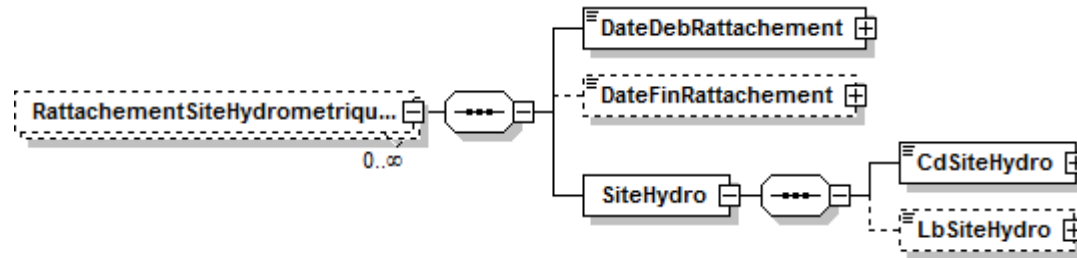 DateDebRattachement
DateFinRattachement
RattachementSiteHydrometriqu...
0..∞
SiteHydro
CdSiteHydro
LbSiteHydro